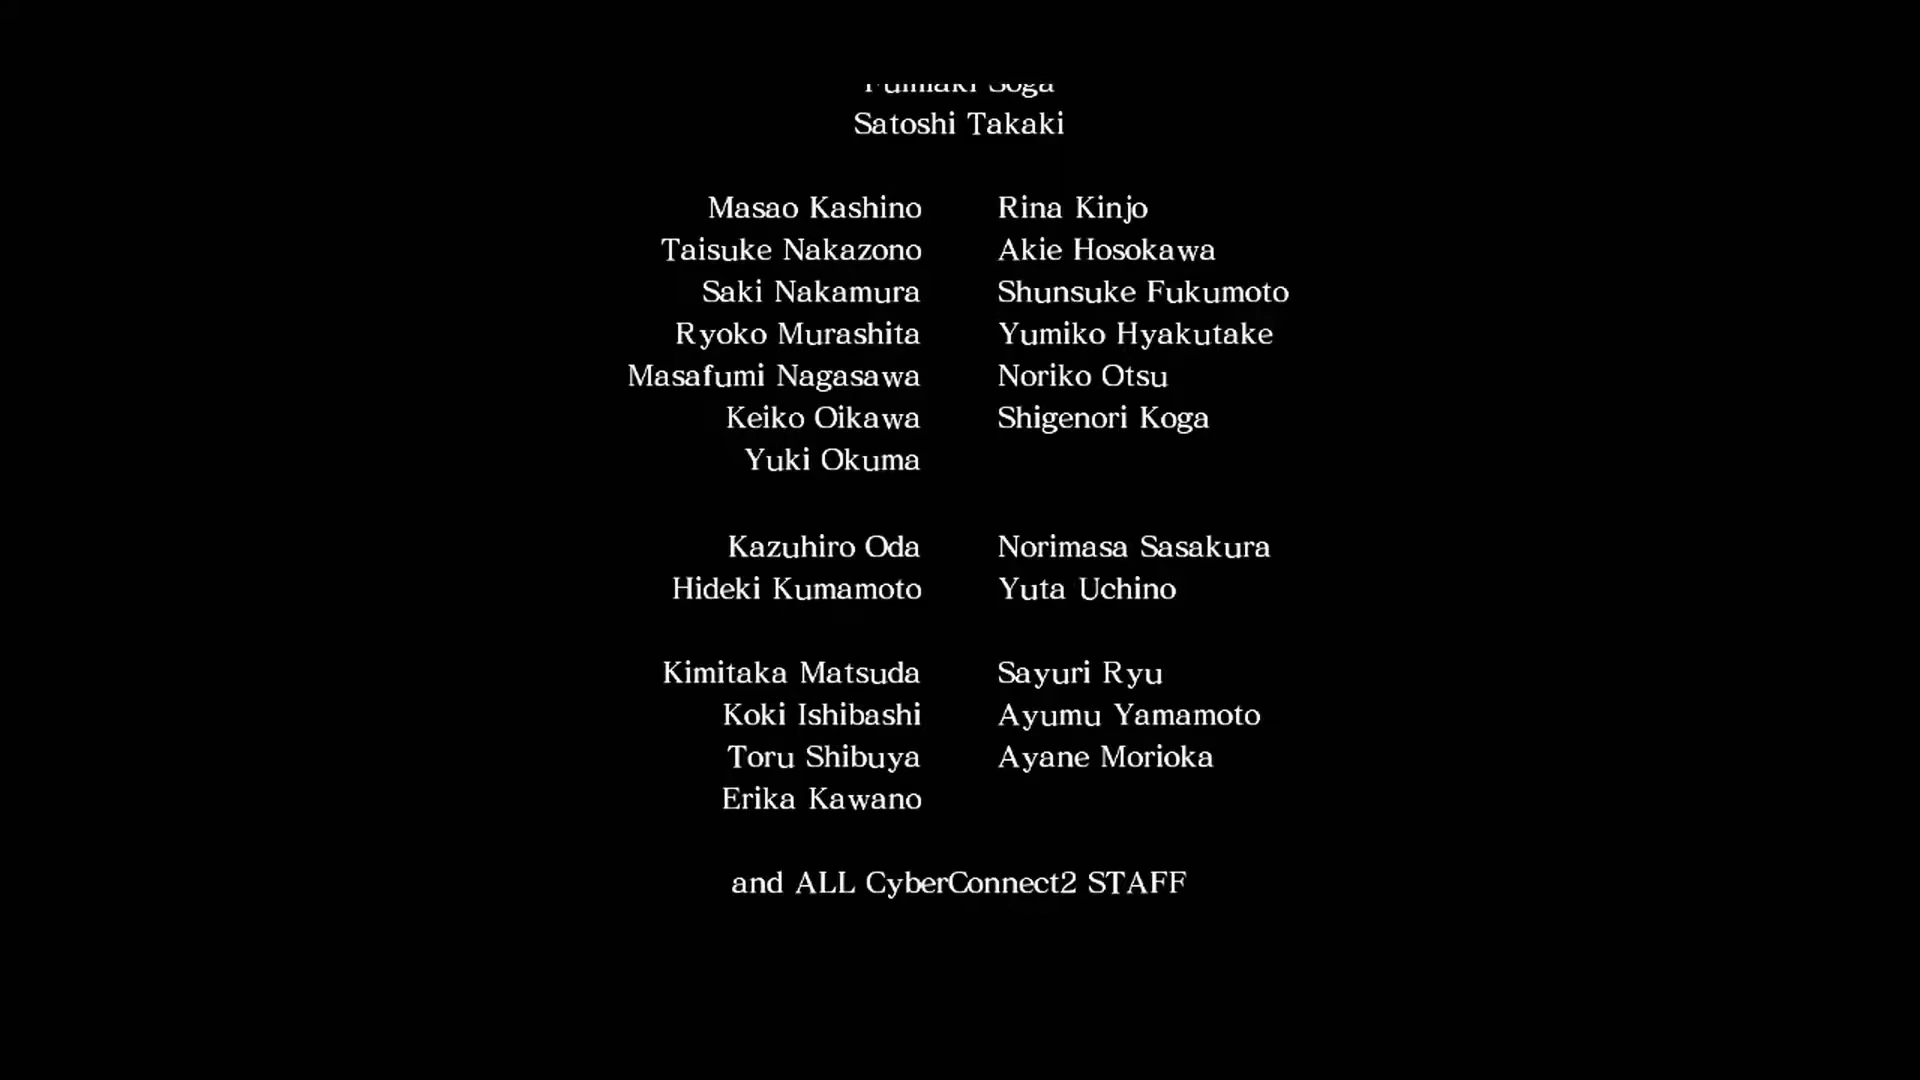 Soga
Satoshi Takaki
Masao Kashino Rina Kinjo
Taisuke Nakazono Akie Hosokawa
Saki Nakamura Shunsuke Fukumoto
Ryoko Murashita Yumiko Hyakutake
Masafumi Nagasawa Noriko Otsu
Keiko Oikawa Shigenori Koga
Yuki Okuma
Kazuhiro Oda Norimasa Sasakura
Hideki Kumamoto Yuta Uchino
Kimitaka Matsuda Sayuri Ryu
Koki Ishibashi Ayumu Yamamoto
Toru Shibuya Ayane Morioka
Erika Kawano
and ALL CyberConnect2 STAFF